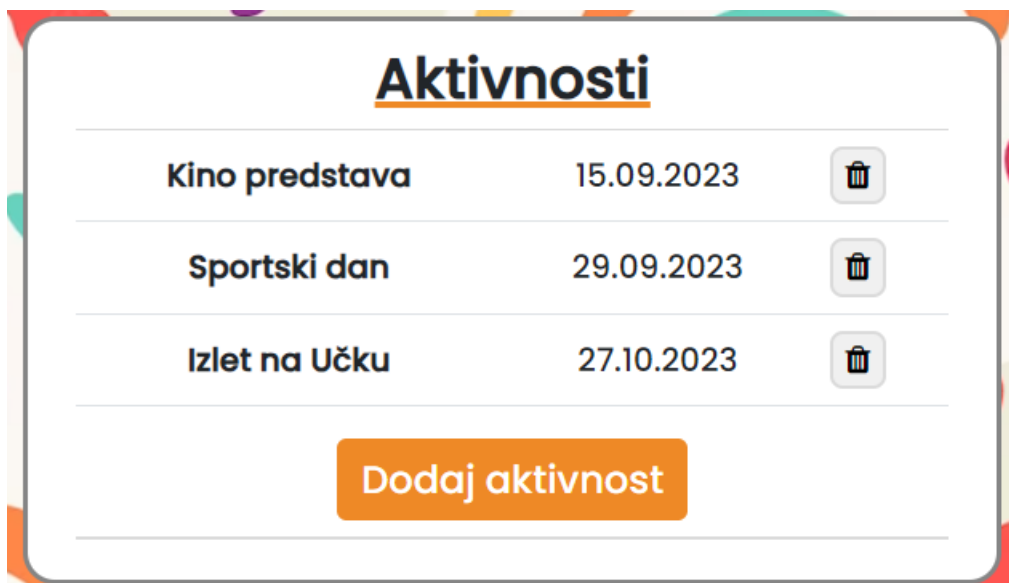 Aktivnosti
Kino predstava 15.09.2023
Sportski dan 29.09.2023
Izlet na Učku 27.10.2023
Dodaj aktivnost